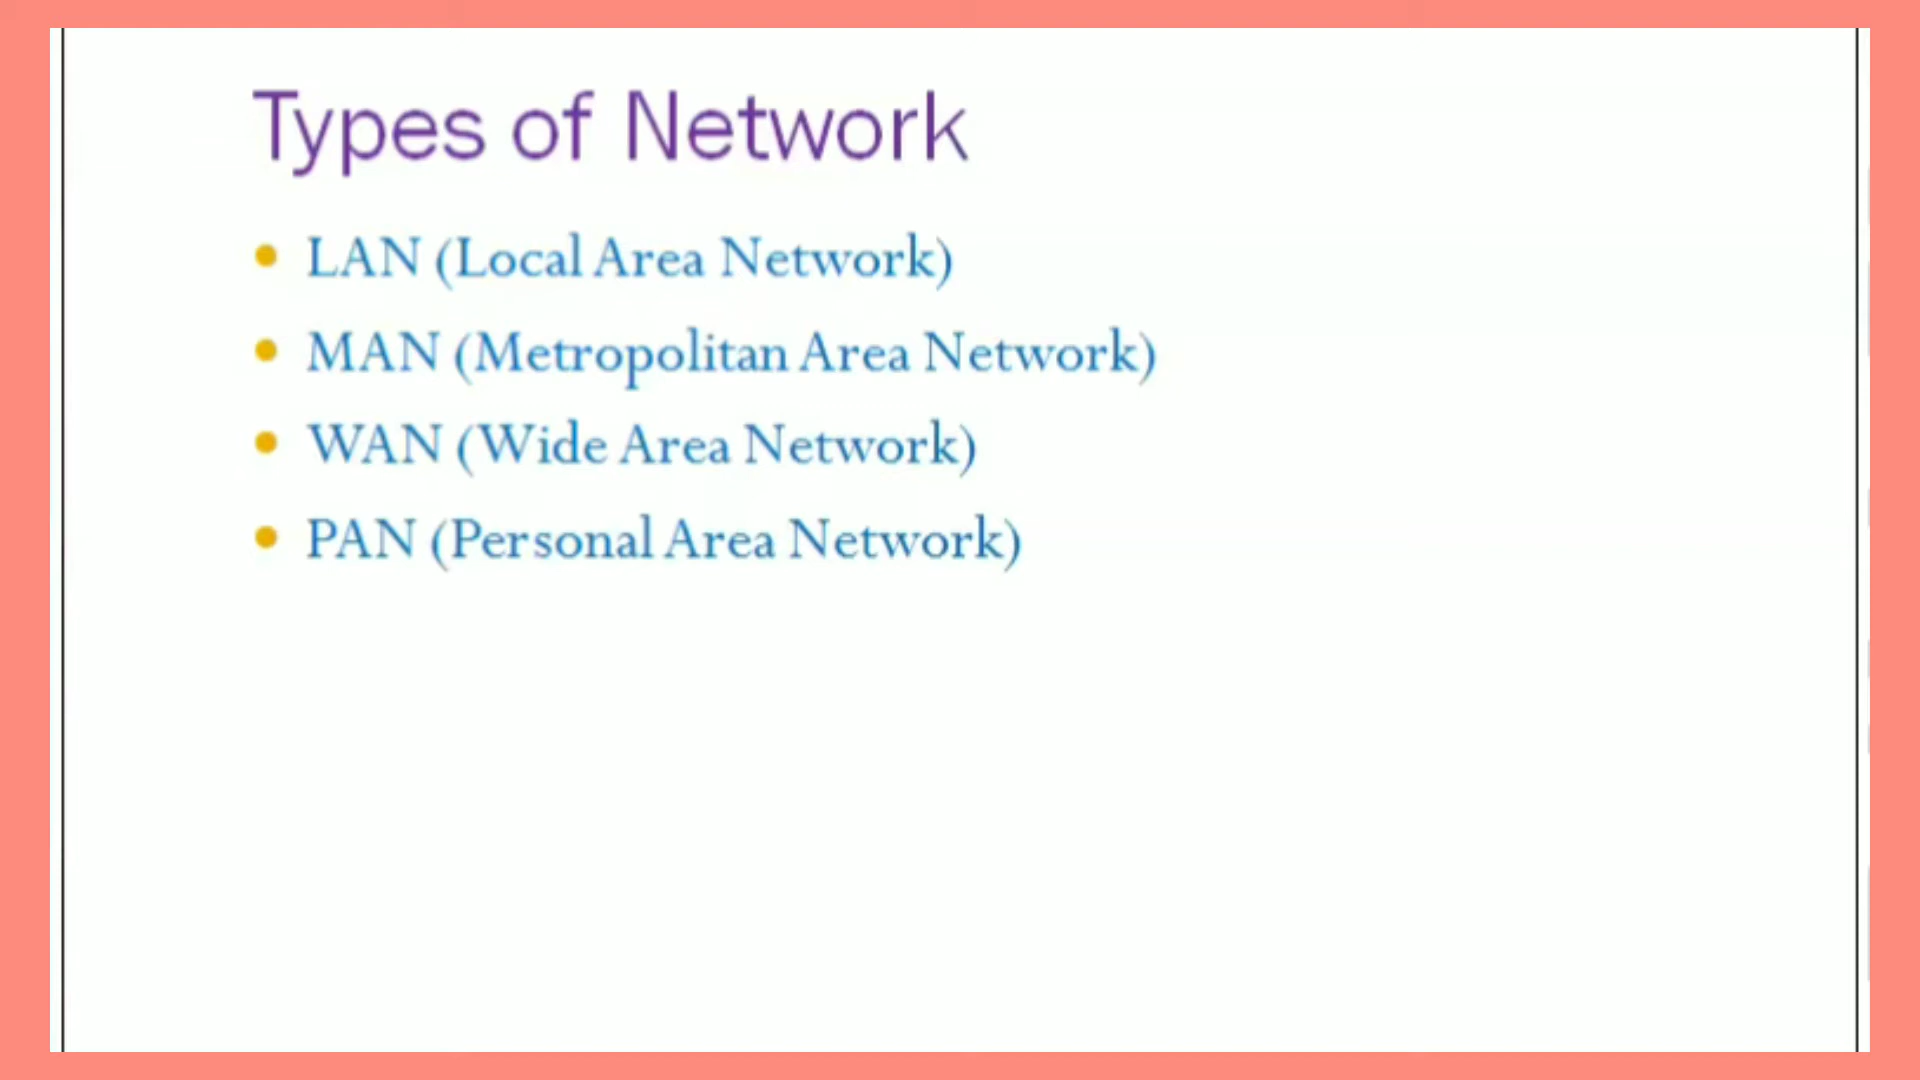 Types of Network
LAN (Local Area Network)
MAN (Metropolitan Area Network)
WAN (Wide Area Network)
PAN (Personal Area Network)